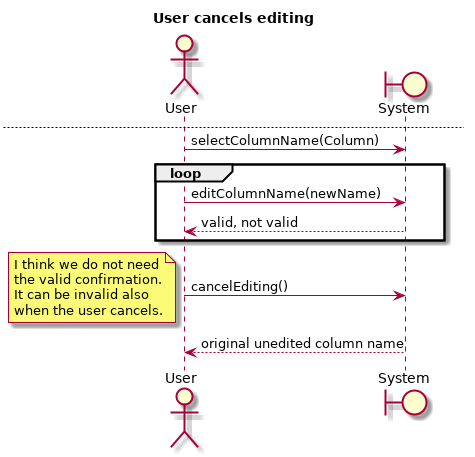 User cancels editing
User
System
selectColumnName(Column)
loop
editColumnName(newName)
valid, not valid
I think we do not need
the valid confirmation.
It can be invalid also
when the user cancels.
cancelEditing()
original unedited column name
User
System